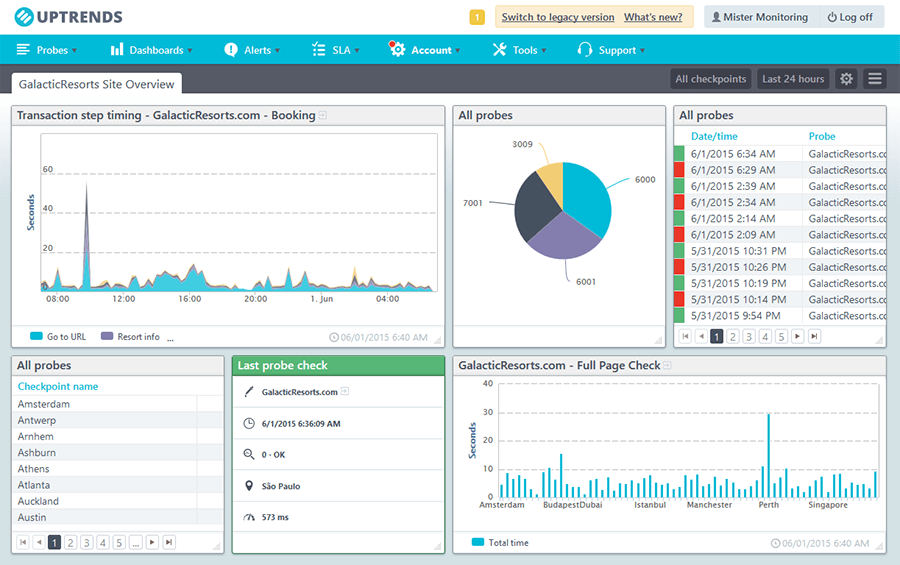 UPTRENDS
1
Switch to legacy version What's new?
Mister Monitoring
Log off
Probes
Dashboards
Alerts
SLA
Account
Tools
Support
GalacticResorts Site Overview
All checkpoints
Last 24 hours
Transaction step timing - GalacticResorts.com - Booking
Seconds
60
40
20
08:00 12:00 16:00 20:00 1. Jun 04:00
Go to URL Resort info ...
06/01/2015 6:40 AM
All probes
3009
6000
7001
6001
All probes
Date/time Probe
6/1/2015 6:34 AM GalacticResorts.co
6/1/2015 6:29 AM GalacticResorts.co
6/1/2015 2:39 AM GalacticResorts.co
6/1/2015 2:34 AM GalacticResorts.co
6/1/2015 2:14 AM GalacticResorts.co
6/1/2015 2:09 AM GalacticResorts.co
5/31/2015 10:31 PM GalacticResorts.co
5/31/2015 10:26 PM GalacticResorts.co
5/31/2015 10:19 PM GalacticResorts.co
5/31/2015 10:14 PM GalacticResorts.co
5/31/2015 9:54 PM GalacticResorts.co
1 2 3 4 5
All probes
Checkpoint name
Amsterdam
Antwerp
Arnhem
Ashburn
Athens
Atlanta
Auckland
Austin
1 2 3 4 5 ...
Last probe check
GalacticResorts.com
6/1/2015 6:36:09 AM
0 - OK
São Paulo
573 ms
GalacticResorts.com - Full Page Check
Seconds
40
30
20
10
0
Amsterdam BudapestDubai Istanbul Manchester Perth Singapore
Total time
06/01/2015 6:40 AM